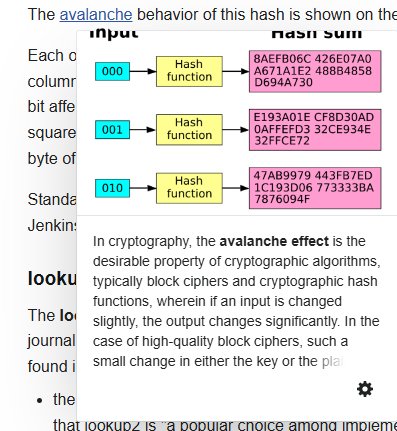 The avalanche behavior of this hash is shown on the
Input Hash sum
000 Hash function 8AEFB06C 426E07A0
A671A1E2 488B4858
D694A730
001 Hash function E193A01E CF8D30AD
0AFFEFD3 32CE934E
32FFCE72
010 Hash function 47AB9979 443FB7ED
1C193D06 773333BA
7876094F
In cryptography, the avalanche effect is the
desirable property of cryptographic algorithms,
typically block ciphers and cryptographic hash
functions, wherein if an input is changed
slightly, the output changes significantly. In the
case of high-quality block ciphers, such a
small change in either the key or the
Each o
column
bit affe
square
byte of
Standa
Jenkins
looku
The loo
journal
found i
• the
that lookup2 is "a popular choice among impleme